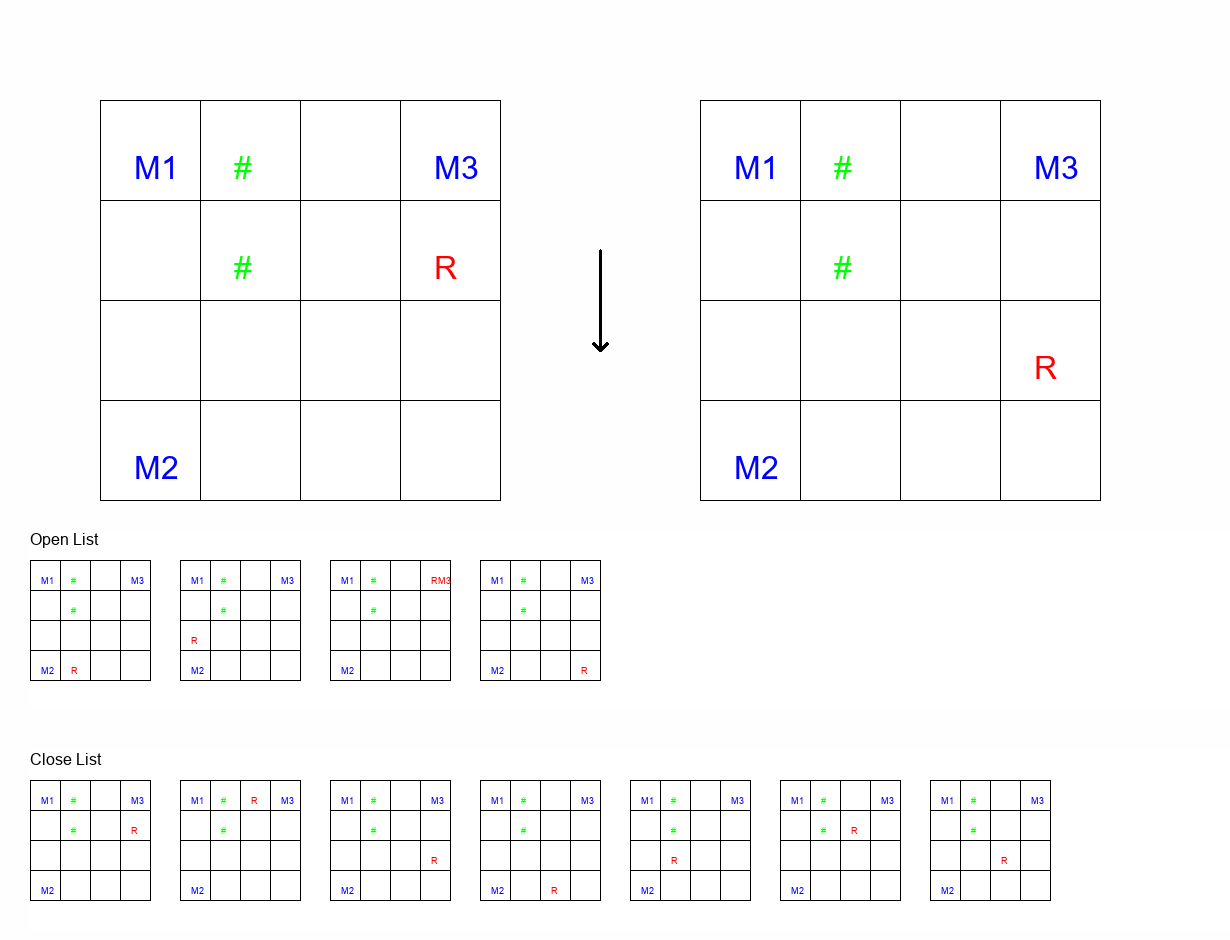 M1 # M3 M1 # M3
# R #
R
M2 M2
Open List
M1 # M3 M1 # M3 M1 # RM3 M1 # M3
# # # #
R
M2 R M2 M2 M2 R
Close List
M1 # M3 M1 # R M3 M1 # M3 M1 # M3 M1 # M3 M1 # M3 M1 # M3
# R # # # # # R #
R R R
M2 M2 M2 M2 R M2 M2 M2